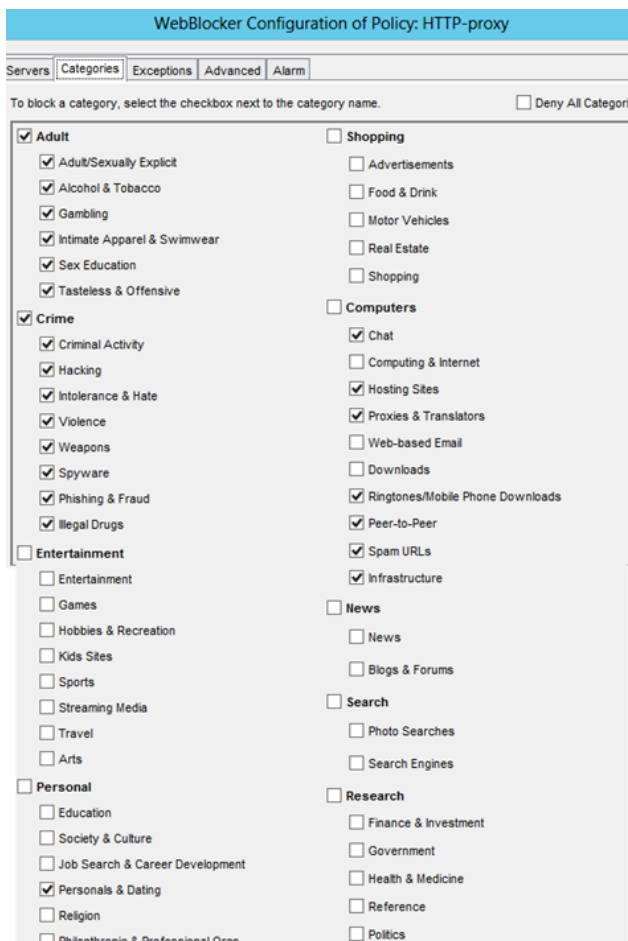 WebBlocker Configuration of Policy: HTTP-proxy
Servers Categories Exceptions Advanced Alarm
To block a category, select the checkbox next to the category name.
Deny All Categori
Adult
Adult/Sexually Explicit
Alcohol & Tobacco
Gambling
Intimate Apparel & Swimwear
Sex Education
Tasteless & Offensive
Crime
Criminal Activity
Hacking
Intolerance & Hate
Violence
Weapons
Spyware
Phishing & Fraud
Illegal Drugs
Entertainment
Entertainment
Games
Hobbies & Recreation
Kids Sites
Sports
Streaming Media
Travel
Arts
Personal
Education
Society & Culture
Job Search & Career Development
Personals & Dating
Religion
Philanthropic & Professional Orgs
Shopping
Advertisements
Food & Drink
Motor Vehicles
Real Estate
Shopping
Computers
Chat
Computing & Internet
Hosting Sites
Proxies & Translators
Web-based Email
Downloads
Ringtones/Mobile Phone Downloads
Peer-to-Peer
Spam URLs
Infrastructure
News
News
Blogs & Forums
Search
Photo Searches
Search Engines
Research
Finance & Investment
Government
Health & Medicine
Reference
Politics